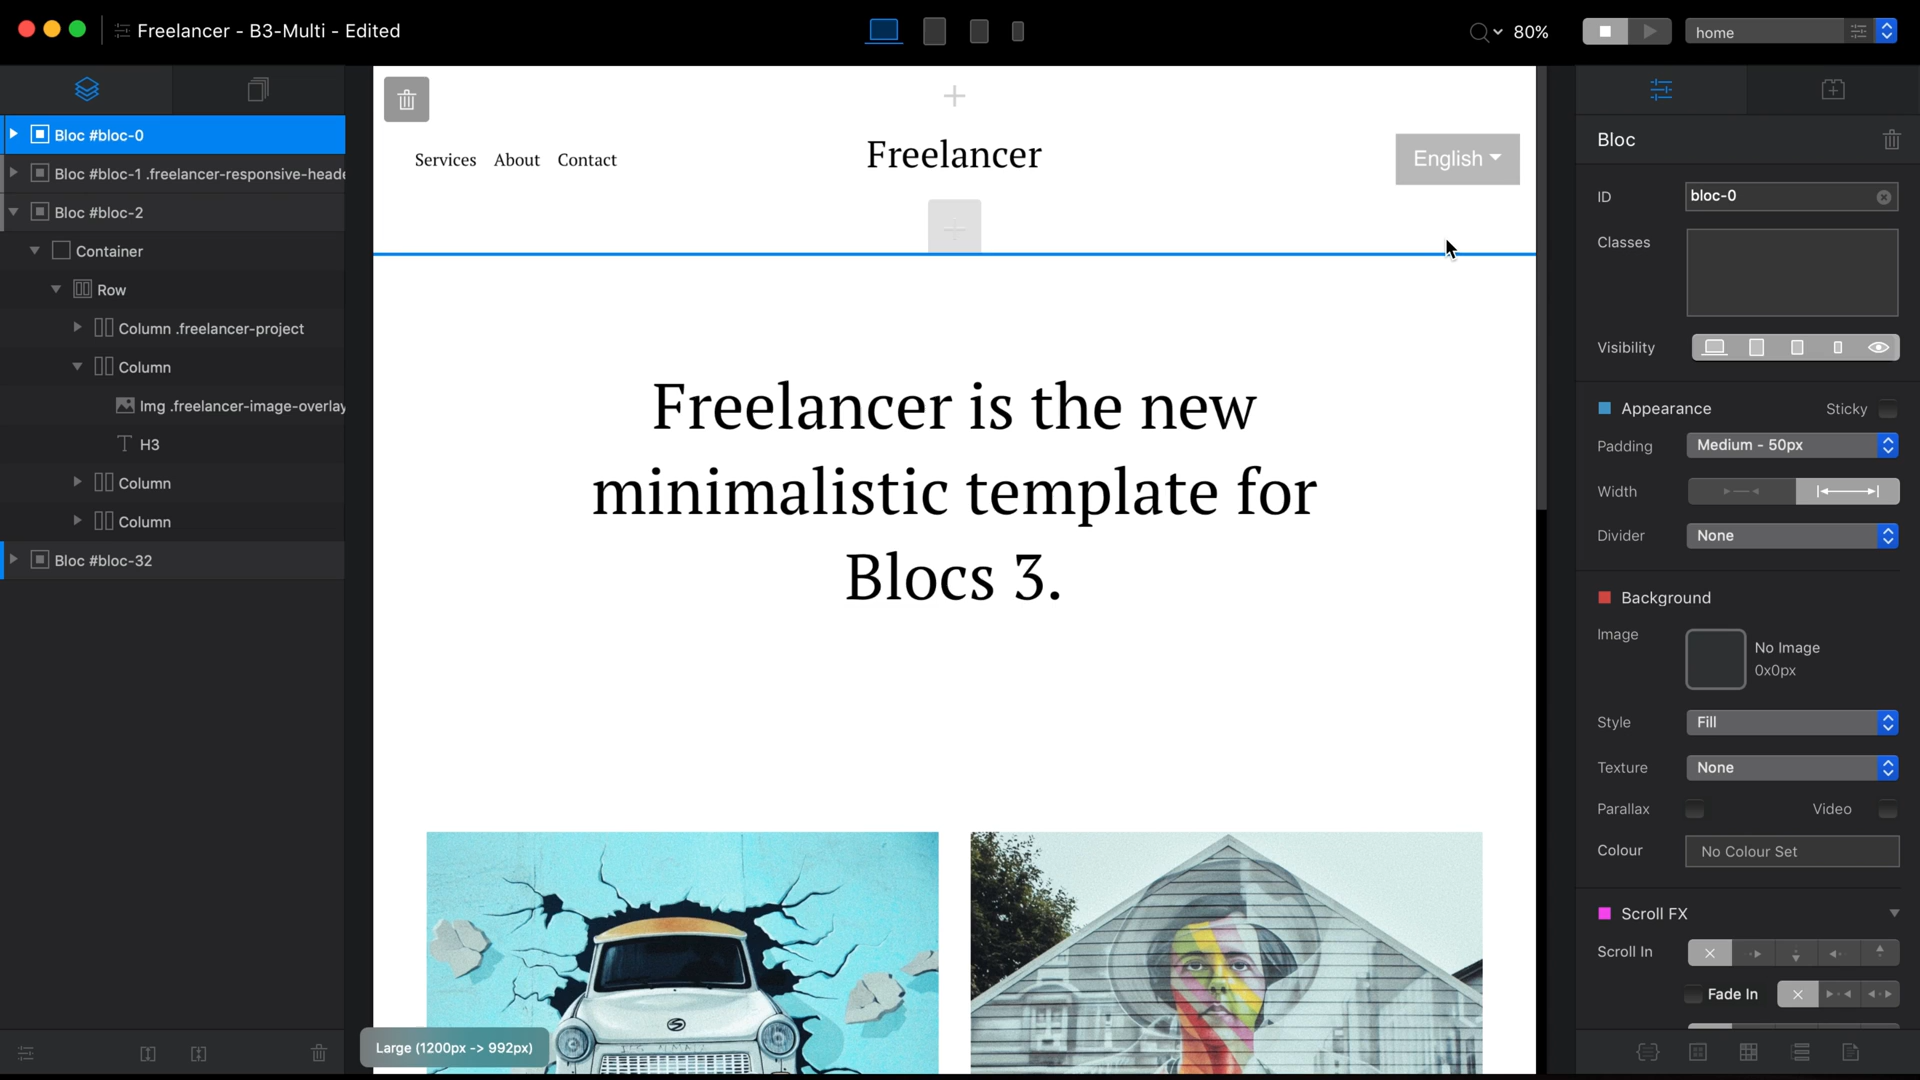 Freelancer - B3-Multi - Edited
80%
home
Bloc #bloc-0
Bloc #bloc-1 .freelancer-responsive-heade
Bloc #bloc-2
Container
Row
Column .freelancer-project
Column
Img .freelancer-image-overlay
H3
Column
Column
Bloc #bloc-32
Services About Contact
Freelancer
English
Freelancer is the new
minimalistic template for
Blocs 3.
Large (1200px -> 992px)
Bloc
ID
bloc-0
Classes
Visibility
Appearance
Sticky
Padding
Medium - 50px
Width
Divider
None
Background
Image
No Image
0x0px
Style
Fill
Texture
None
Parallax
Video
Colour
No Colour Set
Scroll FX
Scroll In
Fade In